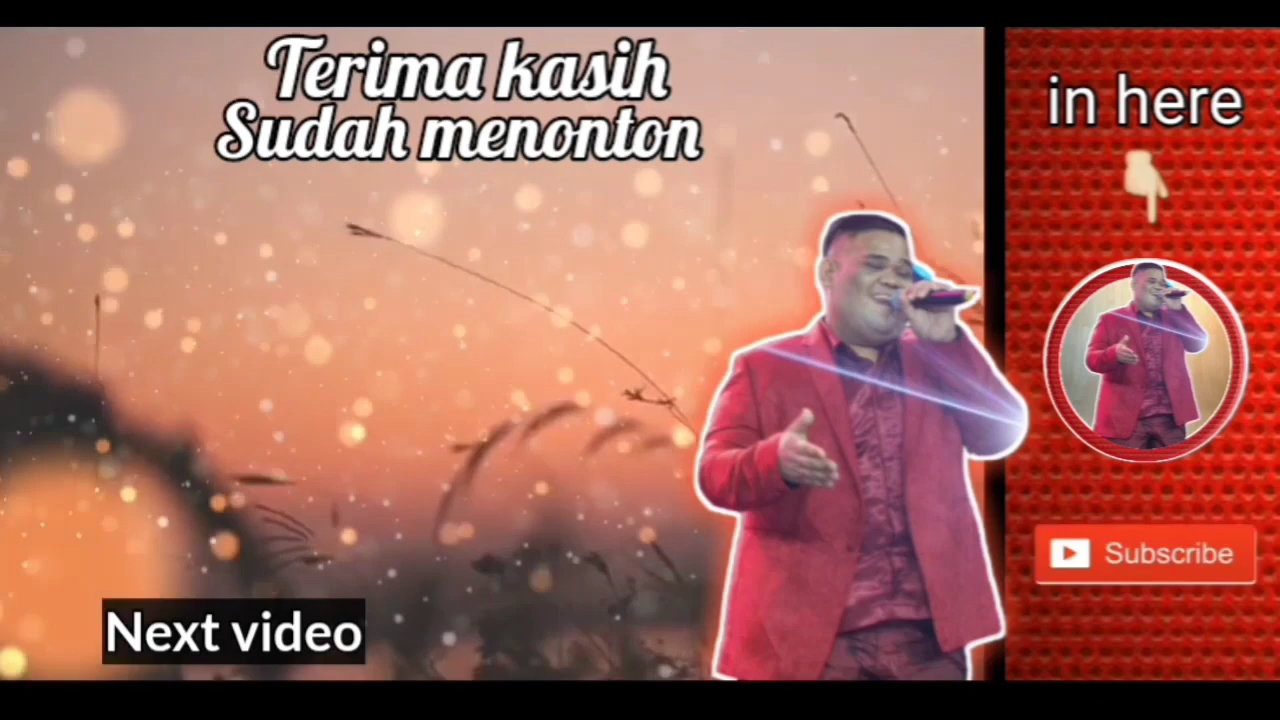 Terima kasih
Sudah menonton
in here
Subscribe
Next video